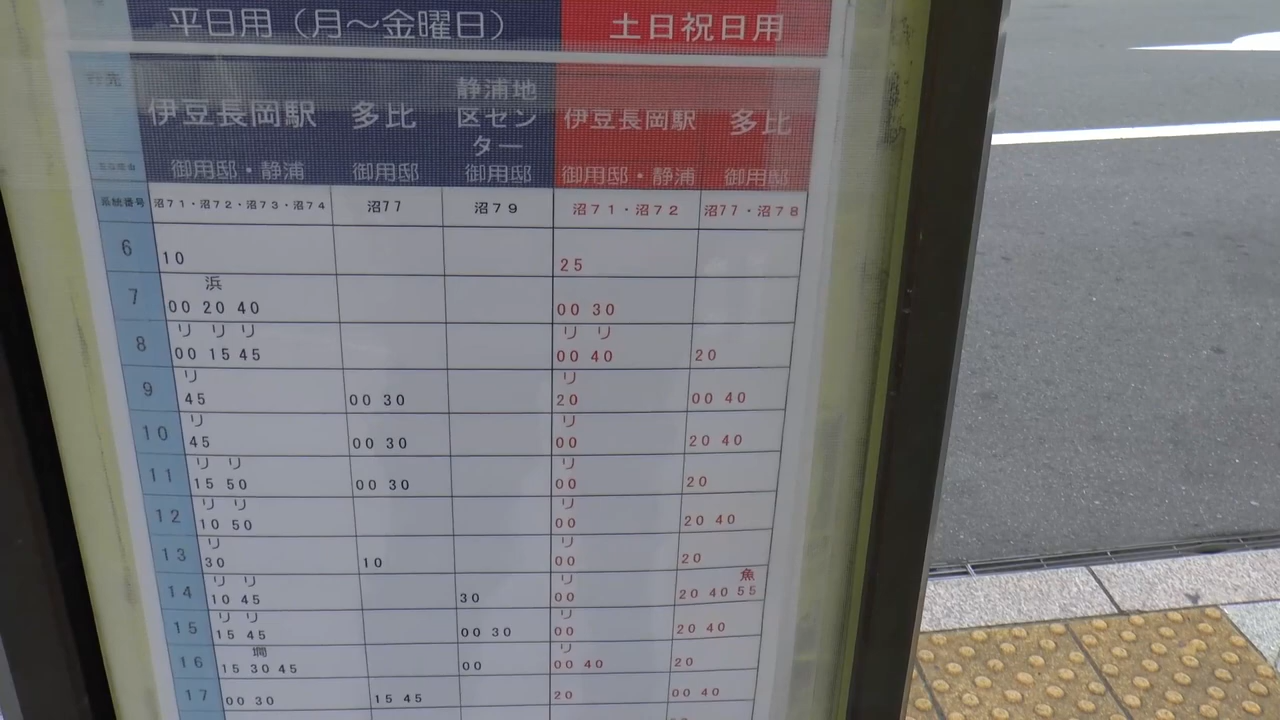 平日用（月～金曜日） 土日祝日用
行先 伊豆長岡駅 多比 静浦地区センター 伊豆長岡駅 多比
御用邸・静浦 御用邸 御用邸 御用邸・静浦 御用邸
系統番号 沼71・沼72・沼73・沼74 沼77 沼79 沼71・沼72 沼77・沼78
6 10 25
浜
7 00 20 40 00 30
リ リ リ リ リ
8 00 15 45 00 40 20
リ リ
9 45 00 30 20 00 40
リ リ
10 45 00 30 00 20 40
リ リ リ
11 15 50 00 30 00 20
リ リ リ
12 10 50 00 20 40
リ リ
13 30 10 00 20
リ リ リ 魚
14 10 45 30 00 20 40 55
リ リ リ
15 15 45 00 30 00 20 40
リ
16 15 30 45 00 00 40 20
17 00 30 15 45 20 00 40